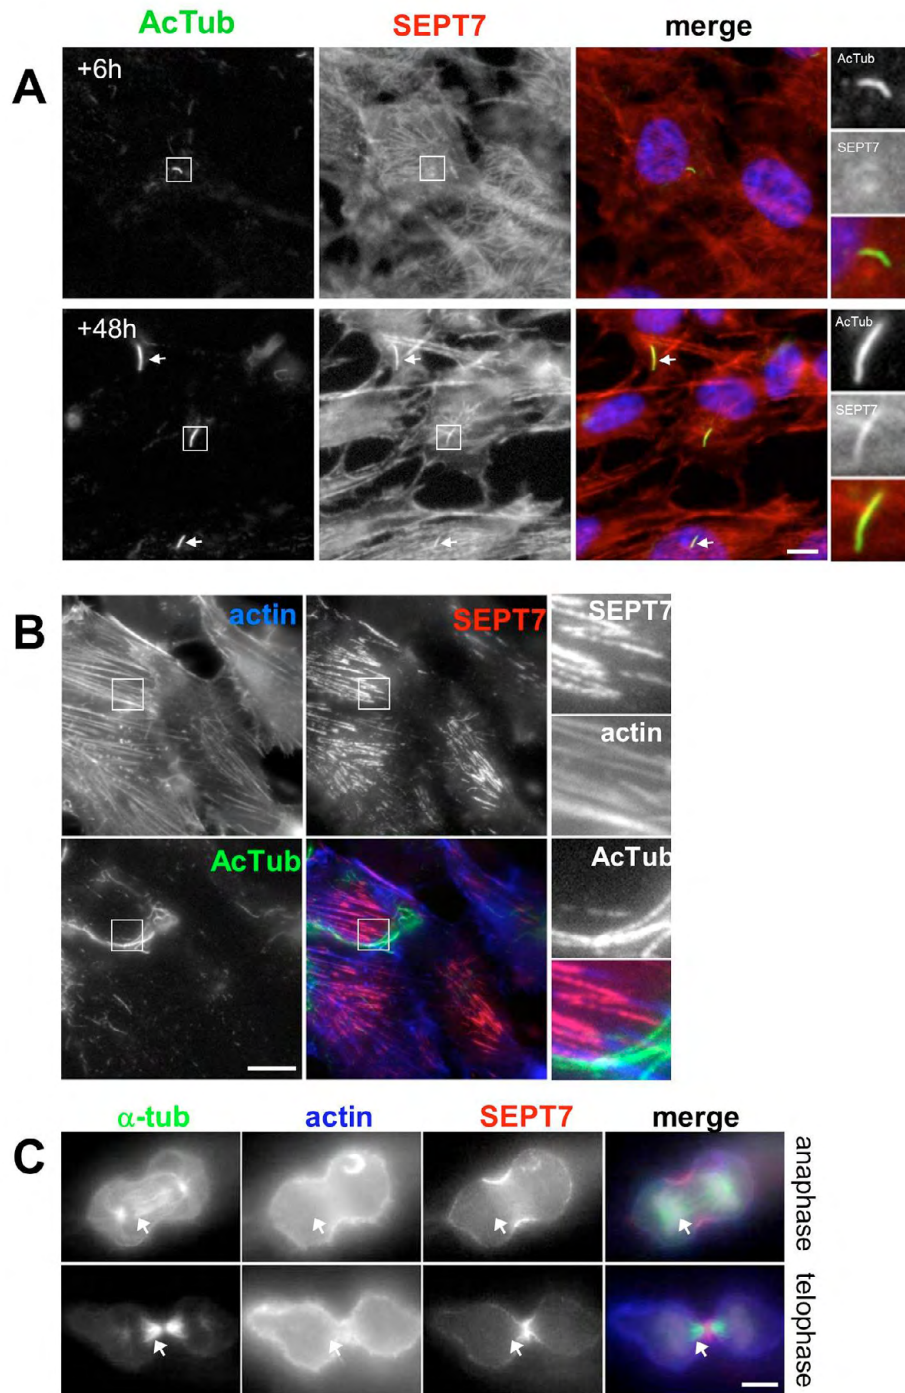 AcTub SEPT7 merge
A
+6h
AcTub
SEPT7
+48h
AcTub
SEPT7
B
actin SEPT7 SEPT7
actin
AcTub AcTub
α-tub actin SEPT7 merge
C
anaphase
telophase